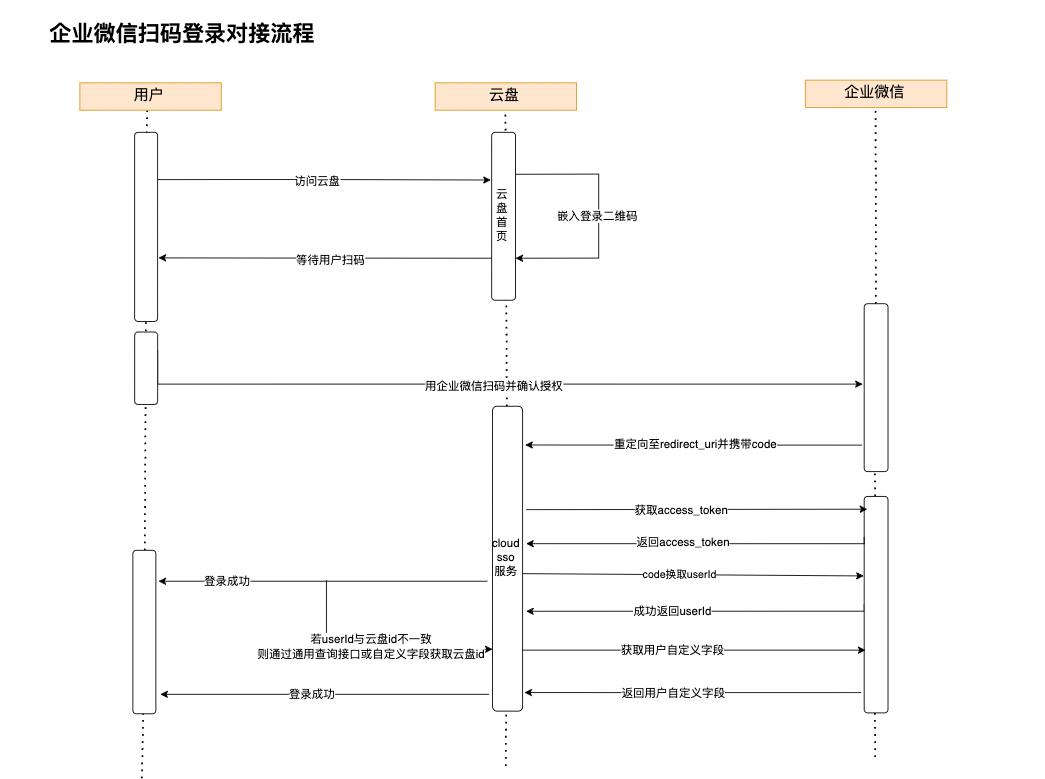 企业微信扫码登录对接流程
用户
云盘
企业微信
访问云盘
云
盘
首
页
嵌入登录二维码
等待用户扫码
用企业微信扫码并确认授权
重定向至redirect_uri并携带code
获取access_token
返回access_token
cloud
sso
服务
code换取userId
登录成功
成功返回userId
若userId与云盘id不一致
则通过通用查询接口或自定义字段获取云盘id
获取用户自定义字段
登录成功
返回用户自定义字段